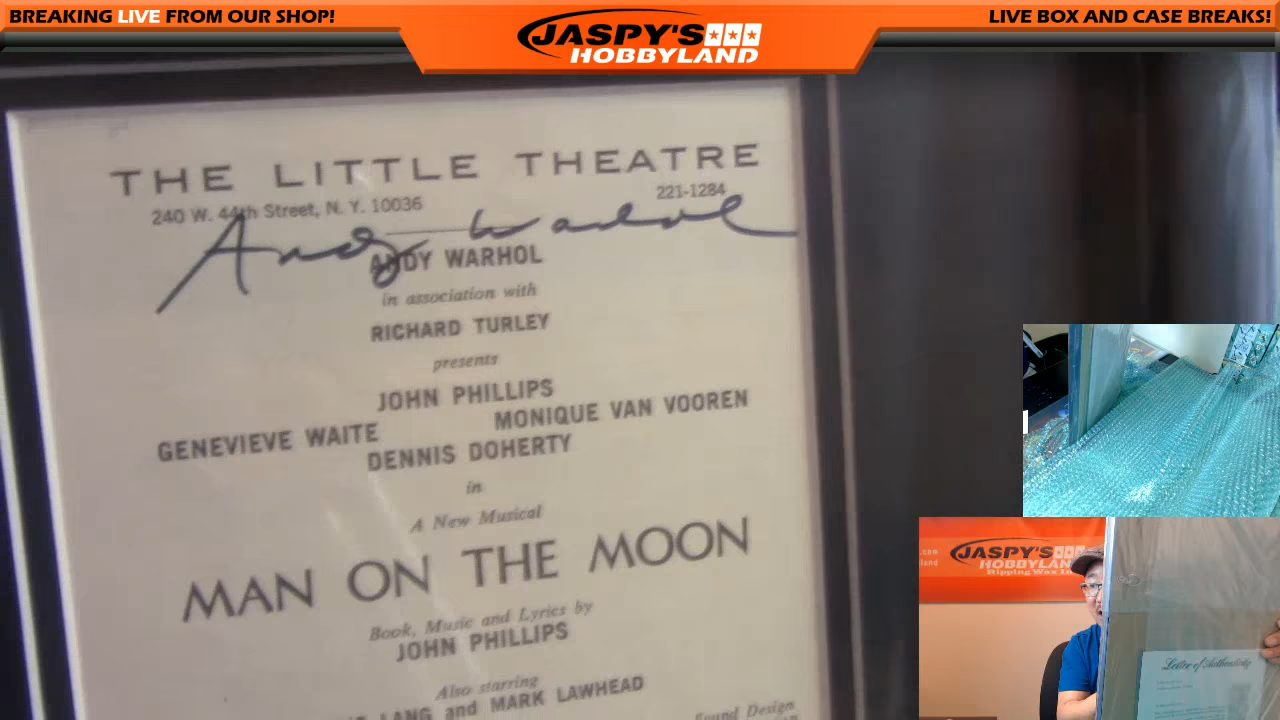 BREAKING LIVE FROM OUR SHOP!
JASPY'S
HOBBYLAND
LIVE BOX AND CASE BREAKS!
THE LITTLE THEATRE
240 W. 44th Street, N. Y. 10036
221-1284
Andy Warhol
ANDY WARHOL
in association with
RICHARD TURLEY
presents
JOHN PHILLIPS
GENEVIEVE WAITE
MONIQUE VAN VOOREN
DENNIS DOHERTY
in
A New Musical
MAN ON THE MOON
Book, Music and Lyrics by
JOHN PHILLIPS
Also starring
LANG and MARK LAWHEAD
Sound Design
JASPY'S
HOBBYLAND
Letter of Authenticity